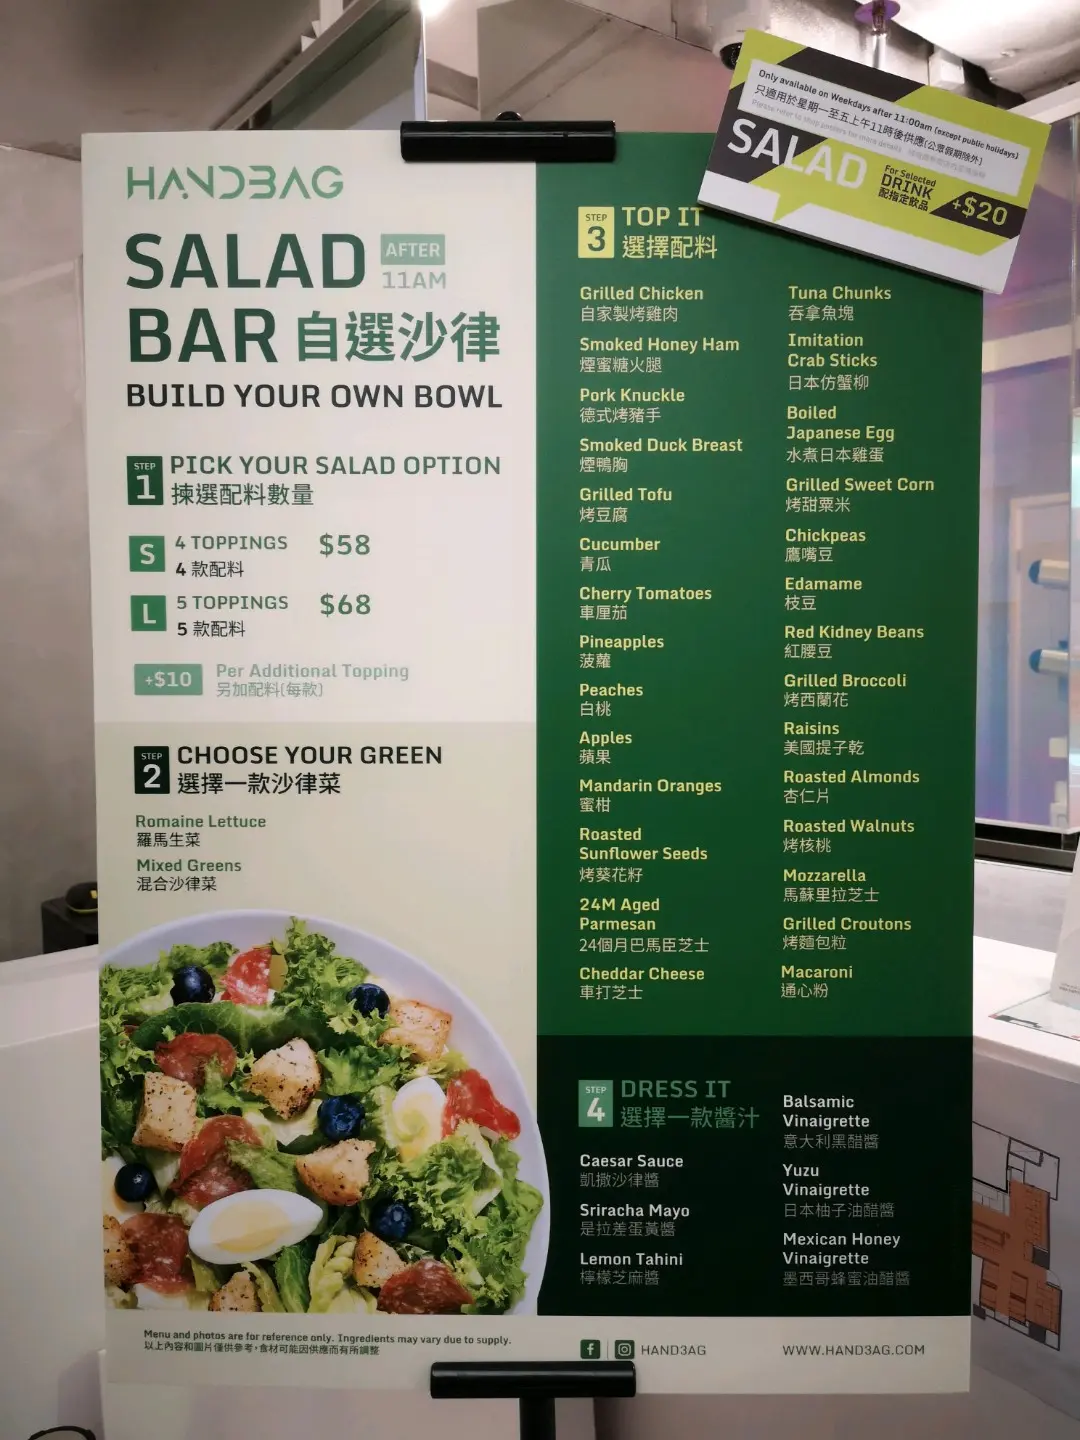 HANDBAG
SALAD AFTER
11AM
BAR 自選沙律
BUILD YOUR OWN BOWL
STEP
1
PICK YOUR SALAD OPTION
揀選配料數量
S
4 TOPPINGS $58
4 款配料
L
5 TOPPINGS $68
5 款配料
+$10
Per Additional Topping
另加配料(每款)
STEP
2
CHOOSE YOUR GREEN
選擇一款沙律菜
Romaine Lettuce
羅馬生菜
Mixed Greens
混合沙律菜
Only available on Weekdays after 11:00am (except public holidays)
只適用於星期一至五上午11時後供應(公眾假期除外)
Please refer to shop posters for more details
SALAD
For Selected
DRINK
配指定飲品
+$20
STEP
3
TOP IT
選擇配料
Grilled Chicken
自家製烤雞肉
Smoked Honey Ham
煙蜜糖火腿
Pork Knuckle
德式烤豬手
Smoked Duck Breast
煙鴨胸
Grilled Tofu
烤豆腐
Cucumber
青瓜
Cherry Tomatoes
車厘茄
Pineapples
菠蘿
Peaches
白桃
Apples
蘋果
Mandarin Oranges
蜜柑
Roasted
Sunflower Seeds
烤葵花籽
24M Aged
Parmesan
24個月巴馬臣芝士
Cheddar Cheese
車打芝士
Tuna Chunks
吞拿魚塊
Imitation
Crab Sticks
日本仿蟹柳
Boiled
Japanese Egg
水煮日本雞蛋
Grilled Sweet Corn
烤甜粟米
Chickpeas
鷹嘴豆
Edamame
枝豆
Red Kidney Beans
紅腰豆
Grilled Broccoli
烤西蘭花
Raisins
美國提子乾
Roasted Almonds
杏仁片
Roasted Walnuts
烤核桃
Mozzarella
馬蘇里拉芝士
Grilled Croutons
烤麵包粒
Macaroni
通心粉
STEP
4
DRESS IT
選擇一款醬汁
Caesar Sauce
凱撒沙律醬
Sriracha Mayo
是拉差蛋黃醬
Lemon Tahini
檸檬芝麻醬
Balsamic
Vinaigrette
意大利黑醋醬
Yuzu
Vinaigrette
日本柚子油醋醬
Mexican Honey
Vinaigrette
墨西哥蜂蜜油醋醬
Menu and photos are for reference only. Ingredients may vary due to supply.
以上內容和圖片僅供參考，食材可能因供應而有所調整
HAND3AG
WWW.HAND3AG.COM